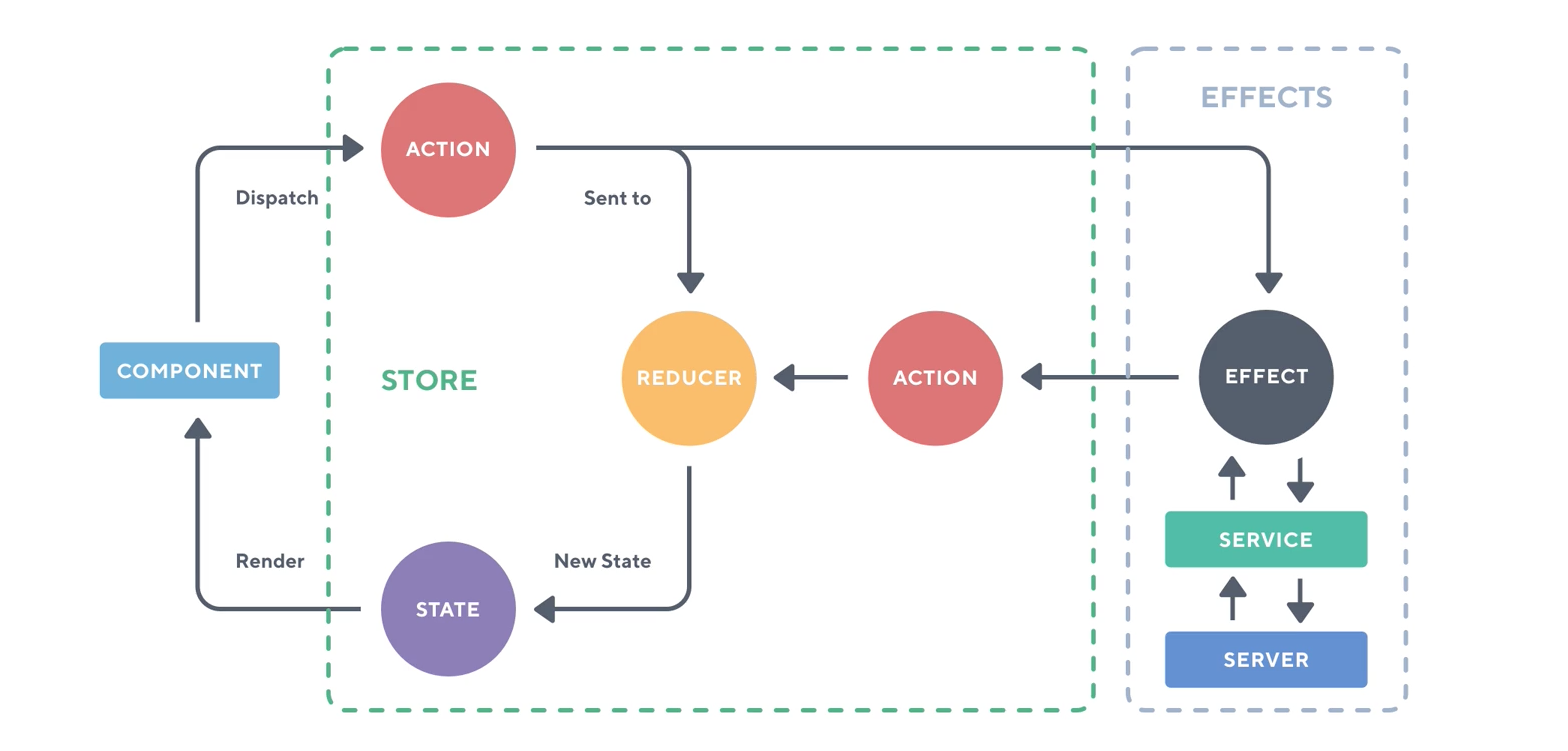 EFFECTS
ACTION
Dispatch
Sent to
COMPONENT
STORE
REDUCER
ACTION
EFFECT
SERVICE
Render
New State
STATE
SERVER